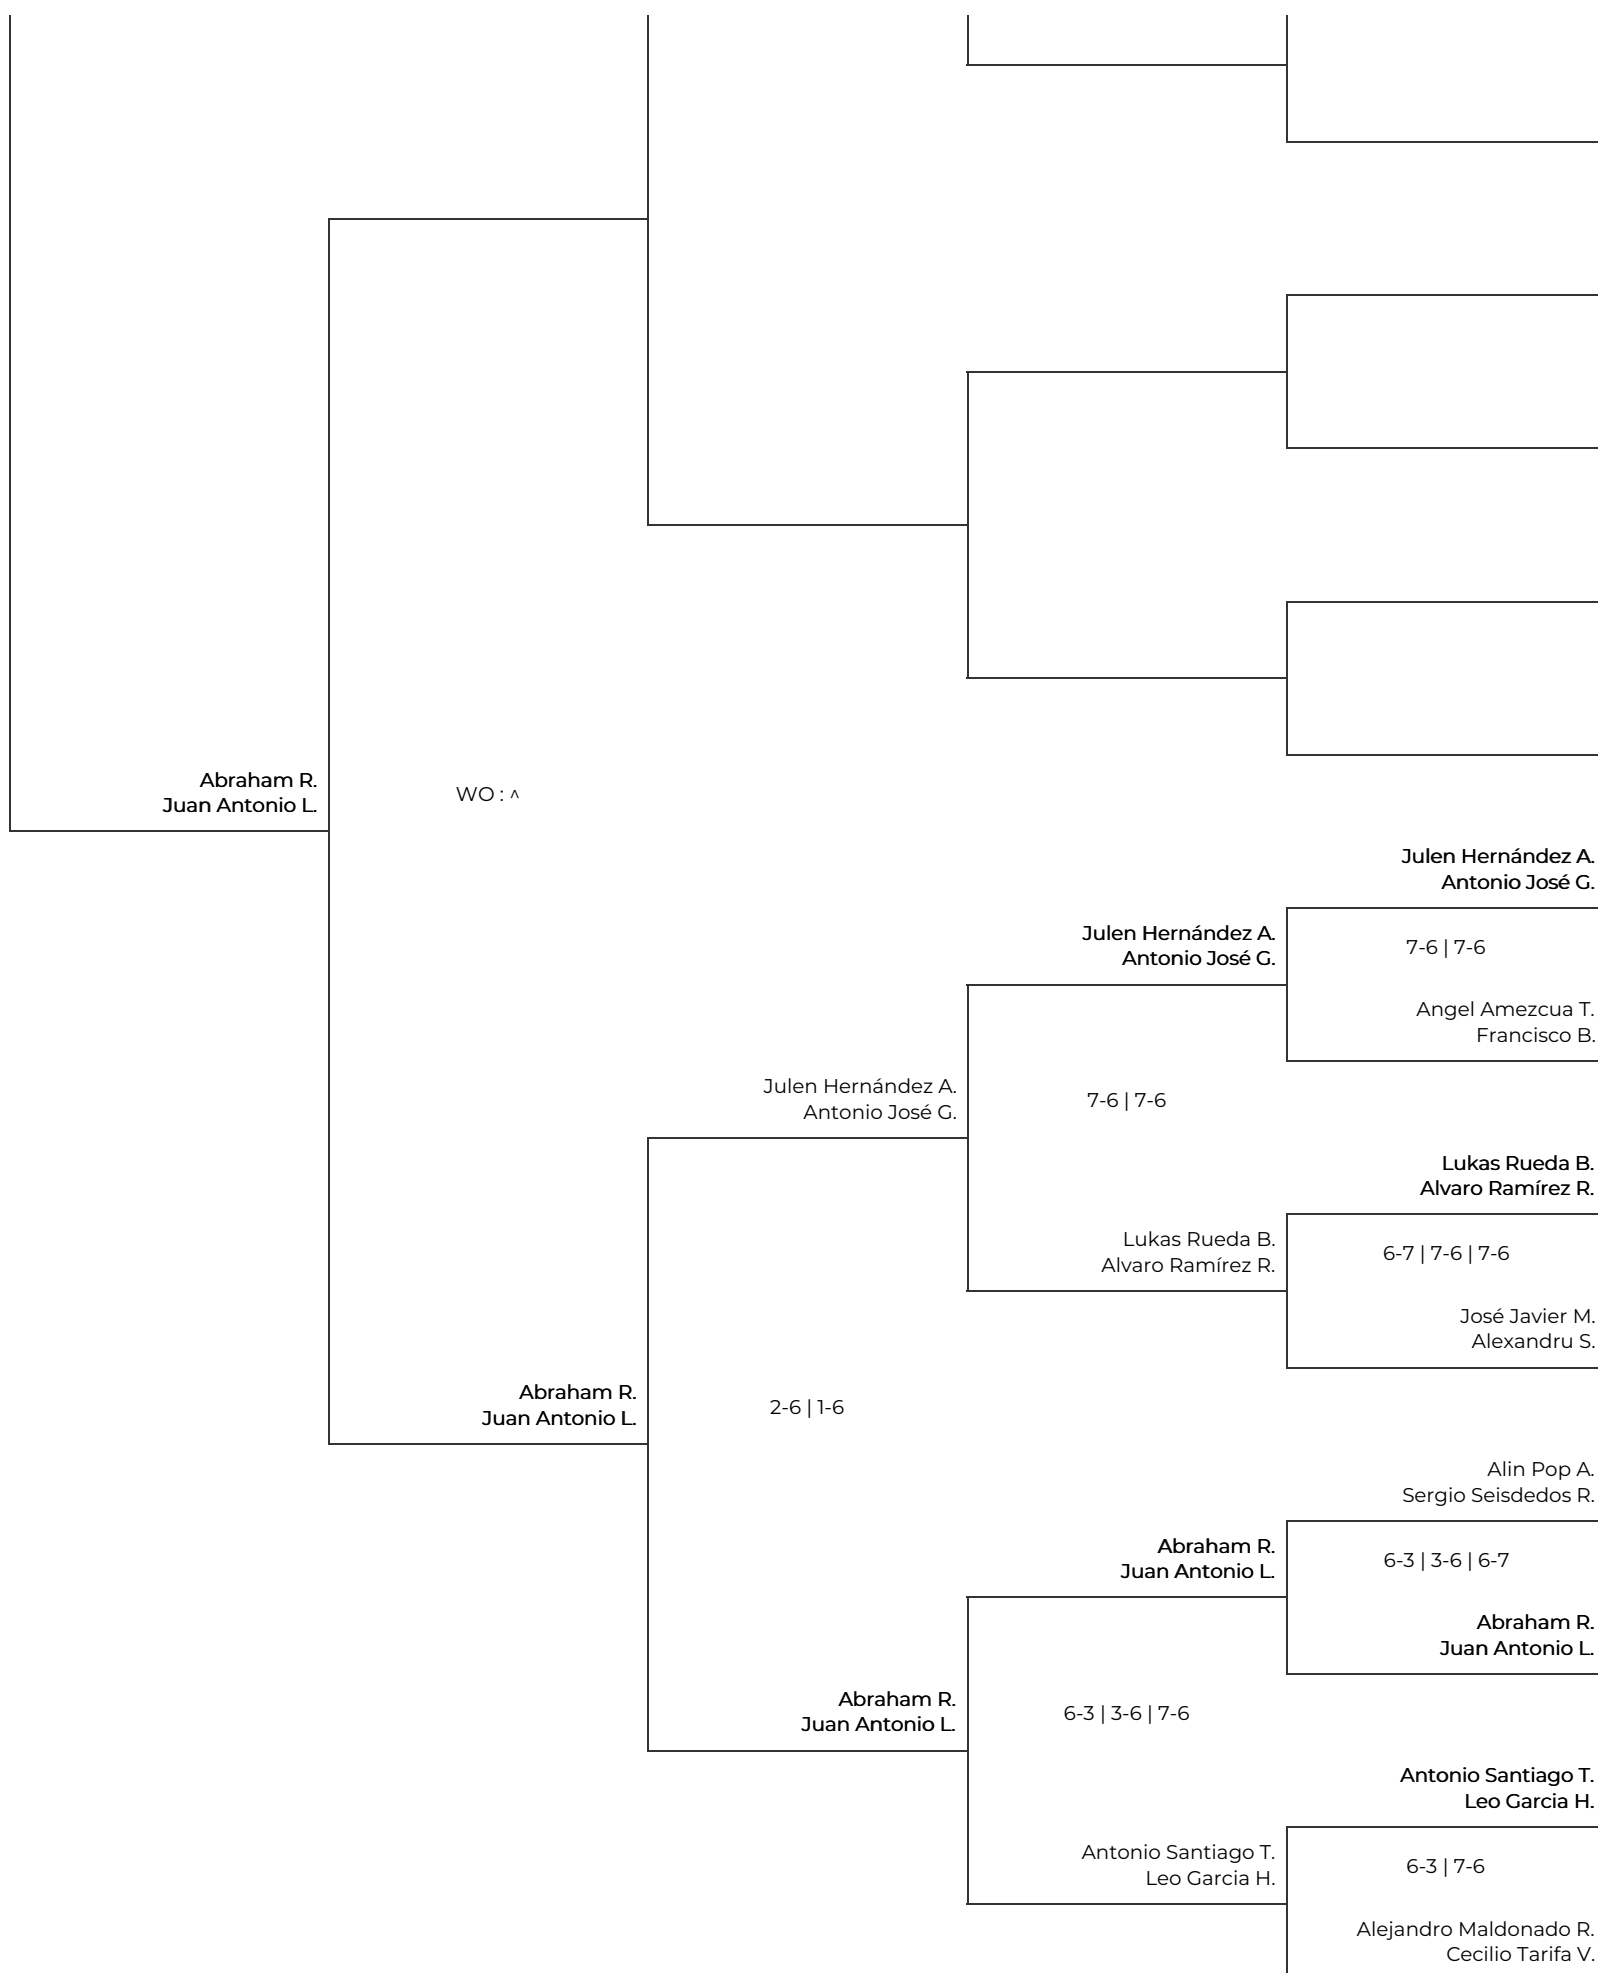 Abraham R.
Juan Antonio L.
WO : ^
Julen Hernández A.
Antonio José G.
Julen Hernández A.
Antonio José G.
7-6 | 7-6
Angel Amezcua T.
Francisco B.
Julen Hernández A.
Antonio José G.
7-6 | 7-6
Lukas Rueda B.
Alvaro Ramírez R.
Lukas Rueda B.
Alvaro Ramírez R.
6-7 | 7-6 | 7-6
José Javier M.
Alexandru S.
Abraham R.
Juan Antonio L.
2-6 | 1-6
Alin Pop A.
Sergio Seisdedos R.
Abraham R.
Juan Antonio L.
6-3 | 3-6 | 6-7
Abraham R.
Juan Antonio L.
Abraham R.
Juan Antonio L.
6-3 | 3-6 | 7-6
Antonio Santiago T.
Leo Garcia H.
Antonio Santiago T.
Leo Garcia H.
6-3 | 7-6
Alejandro Maldonado R.
Cecilio Tarifa V.